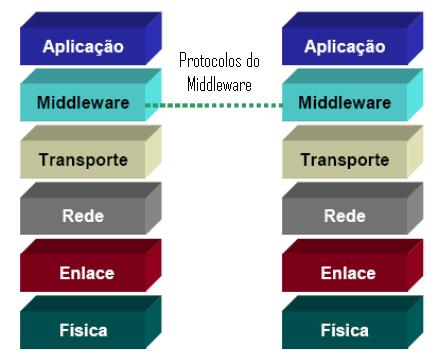 Aplicação
Protocolos do
Middleware
Aplicação
Middleware
Middleware
Transporte
Transporte
Rede
Rede
Enlace
Enlace
Física
Física